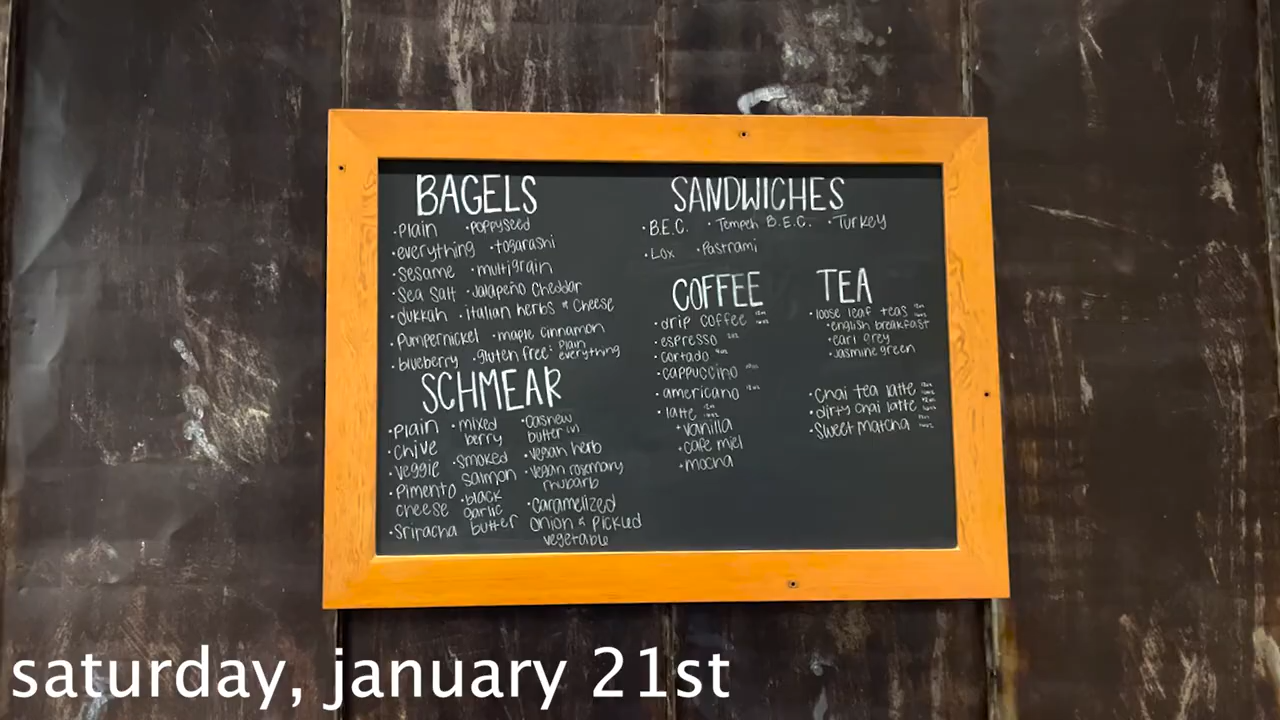 BAGELS
• Plain • poppyseed
• everything • togarashi
• Sesame • multigrain
• Sea Salt • Jalapeño Cheddar
• dukkah • italian herbs & Cheese
• Pumpernickel • maple cinnamon
• blueberry • gluten free: Plain everything
SCHMEAR
• Plain
• Chive
• veggie
• Pimento
cheese
• Sriracha
• mixed
berry
• smoked
salmon
• black
garlic
butter
• cashew
butter
• vegan herb
• vegan rosemary
rhubarb
• caramelized
onion & pickled
vegetable
SANDWICHES
• B.E.C. • Tempeh B.E.C. • Turkey
• Lox • Pastrami
COFFEE
• drip coffee
• espresso
• cortado
• cappuccino
• americano
• latte
• vanilla
• cafe miel
• mocha
TEA
• loose leaf teas
• english breakfast
• earl grey
• Jasmine green
• Chai tea latte
• dirty chai latte
• Sweet matcha
saturday, january 21st